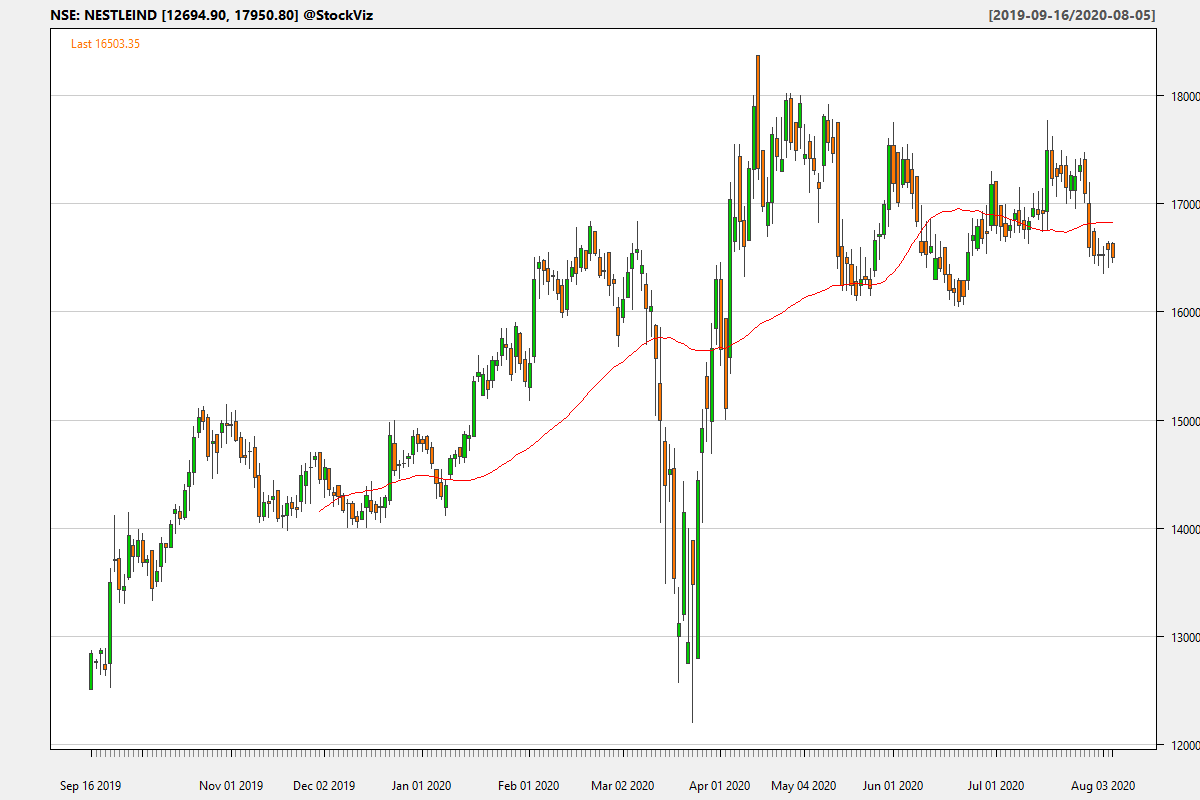 NSE: NESTLEIND [12694.90, 17950.80] @StockViz
[2019-09-16/2020-08-05]
Last 16503.35
18000
17000
16000
15000
14000
13000
12000
Sep 16 2019
Nov 01 2019
Dec 02 2019
Jan 01 2020
Feb 01 2020
Mar 02 2020
Apr 01 2020
May 04 2020
Jun 01 2020
Jul 01 2020
Aug 03 2020